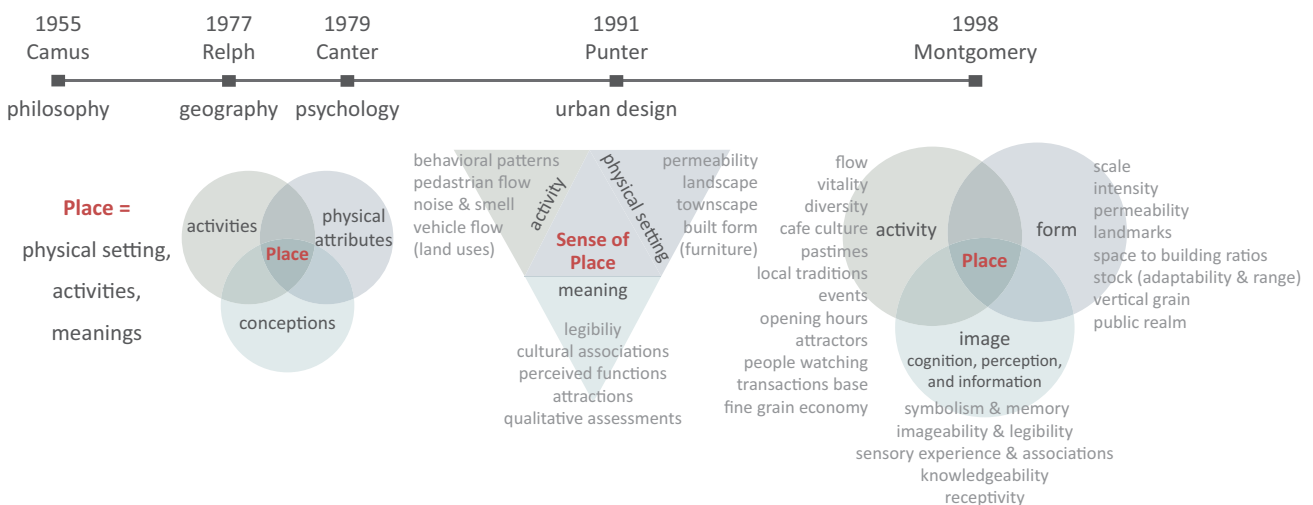 1955
Camus
philosophy
1977
Relph
geography
1979
Canter
psychology
1991
Punter
urban design
1998
Montgomery
Place =
physical setting,
activities,
meanings
activities
physical
attributes
Place
conceptions
behavioral patterns
pedastrian flow
noise & smell
vehicle flow
(land uses)
activity
physical setting
permeability
landscape
townscape
built form
(furniture)
Sense of
Place
meaning
legibiliy
cultural associations
perceived functions
attractions
qualitative assessments
flow
vitality
diversity
cafe culture
pastimes
local traditions
events
opening hours
attractors
people watching
transactions base
fine grain economy
activity
form
Place
image
cognition, perception,
and information
scale
intensity
permeability
landmarks
space to building ratios
stock (adaptability & range)
vertical grain
public realm
symbolism & memory
imageability & legibility
sensory experience & associations
knowledgeability
receptivity